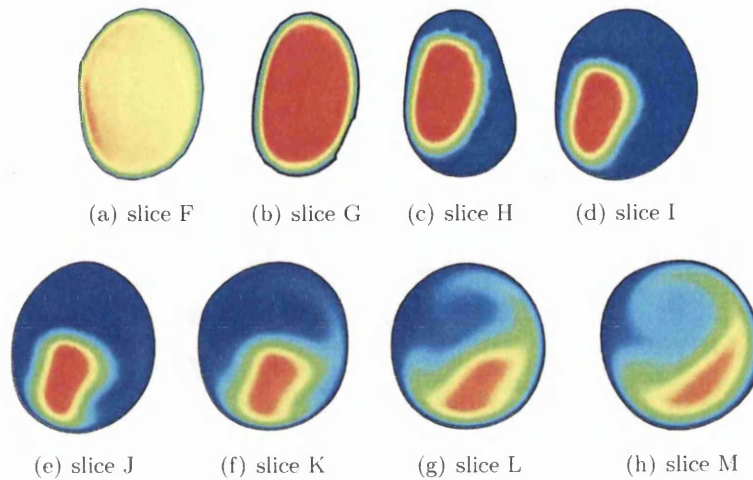 (a) slice F
(b) slice G
(c) slice H
(d) slice I
(e) slice J
(f) slice K
(g) slice L
(h) slice M